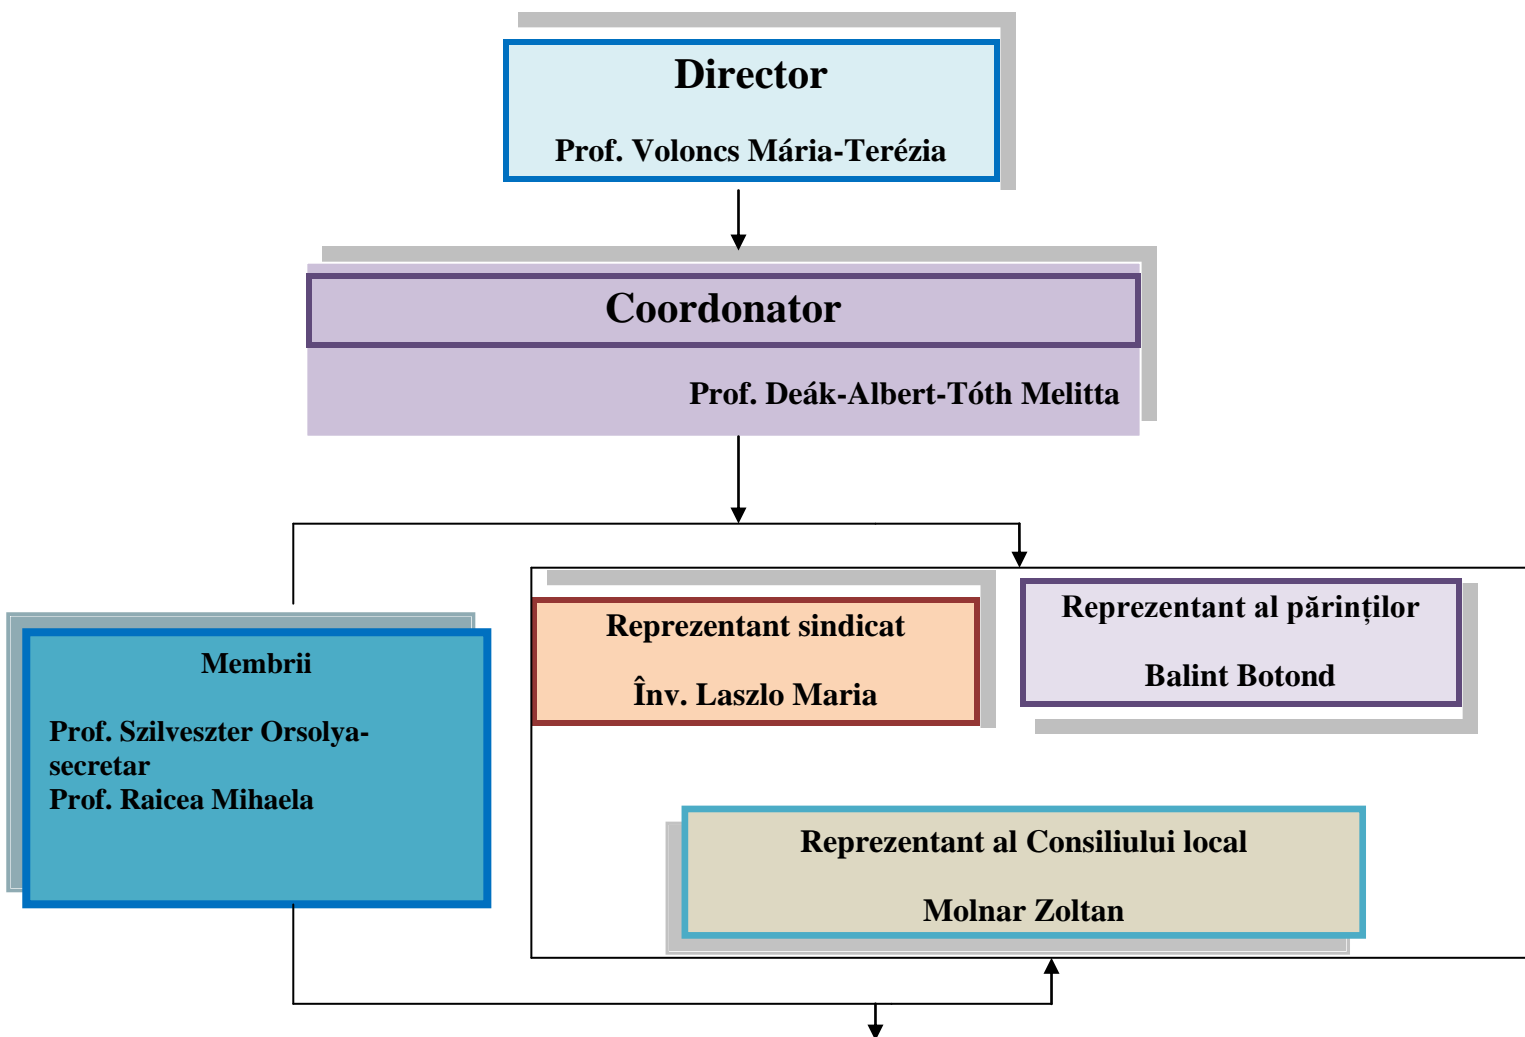 Director
Prof. Voloncs Mária-Terézia
Coordonator
Prof. Deák-Albert-Tóth Melitta
Membrii
Prof. Szilveszter Orsolya-
secretar
Prof. Raicea Mihaela
Reprezentant sindicat
Înv. Laszlo Maria
Reprezentant al părinților
Balint Botond
Reprezentant al Consiliului local
Molnar Zoltan